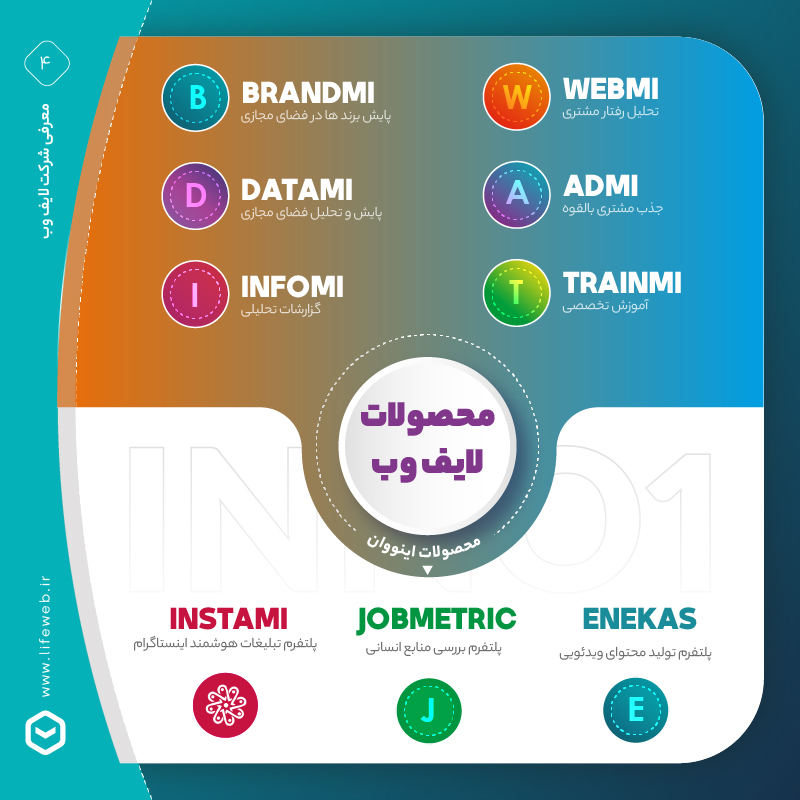 ۴
معرفی شرکت لایف وب
B
BRANDMI
پایش برند ها در فضای مجازی
W
WEBMI
تحلیل رفتار مشتری
D
DATAMI
پایش و تحلیل فضای مجازی
A
ADMI
جذب مشتری بالقوه
I
INFOMI
گزارشات تحلیلی
T
TRAINMI
آموزش تخصصی
محصولات
لایف وب
محصولات اینووان
INNO1
INSTAMI
پلتفرم تبلیغات هوشمند اینستاگرام
JOBMETRIC
پلتفرم بررسی منابع انسانی
J
ENEKAS
پلتفرم تولید محتوای ویدئویی
E
www.lifeweb.ir